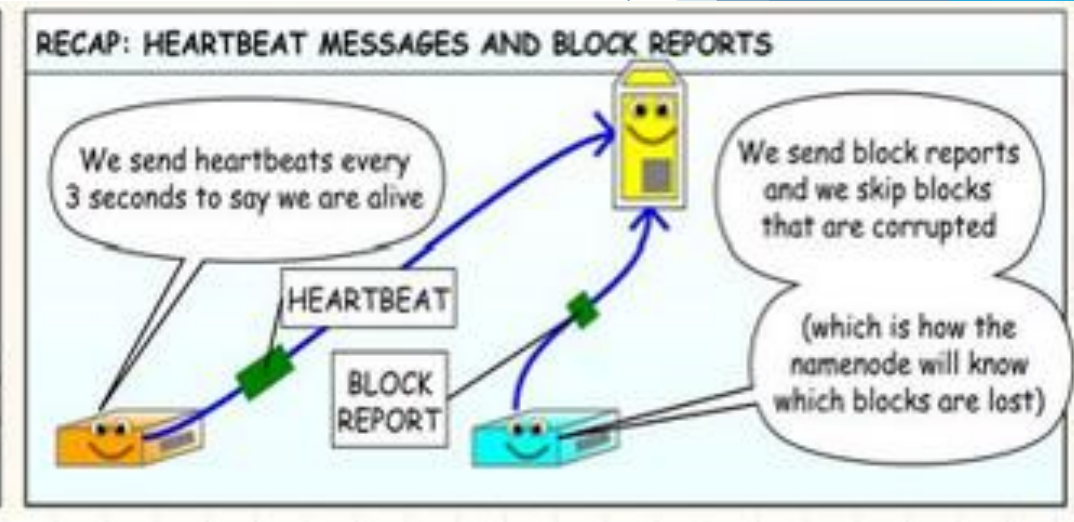 RECAP: HEARTBEAT MESSAGES AND BLOCK REPORTS
We send heartbeats every
3 seconds to say we are alive
HEARTBEAT
BLOCK
REPORT
We send block reports
and we skip blocks
that are corrupted
(which is how the
namenode will know
which blocks are lost)